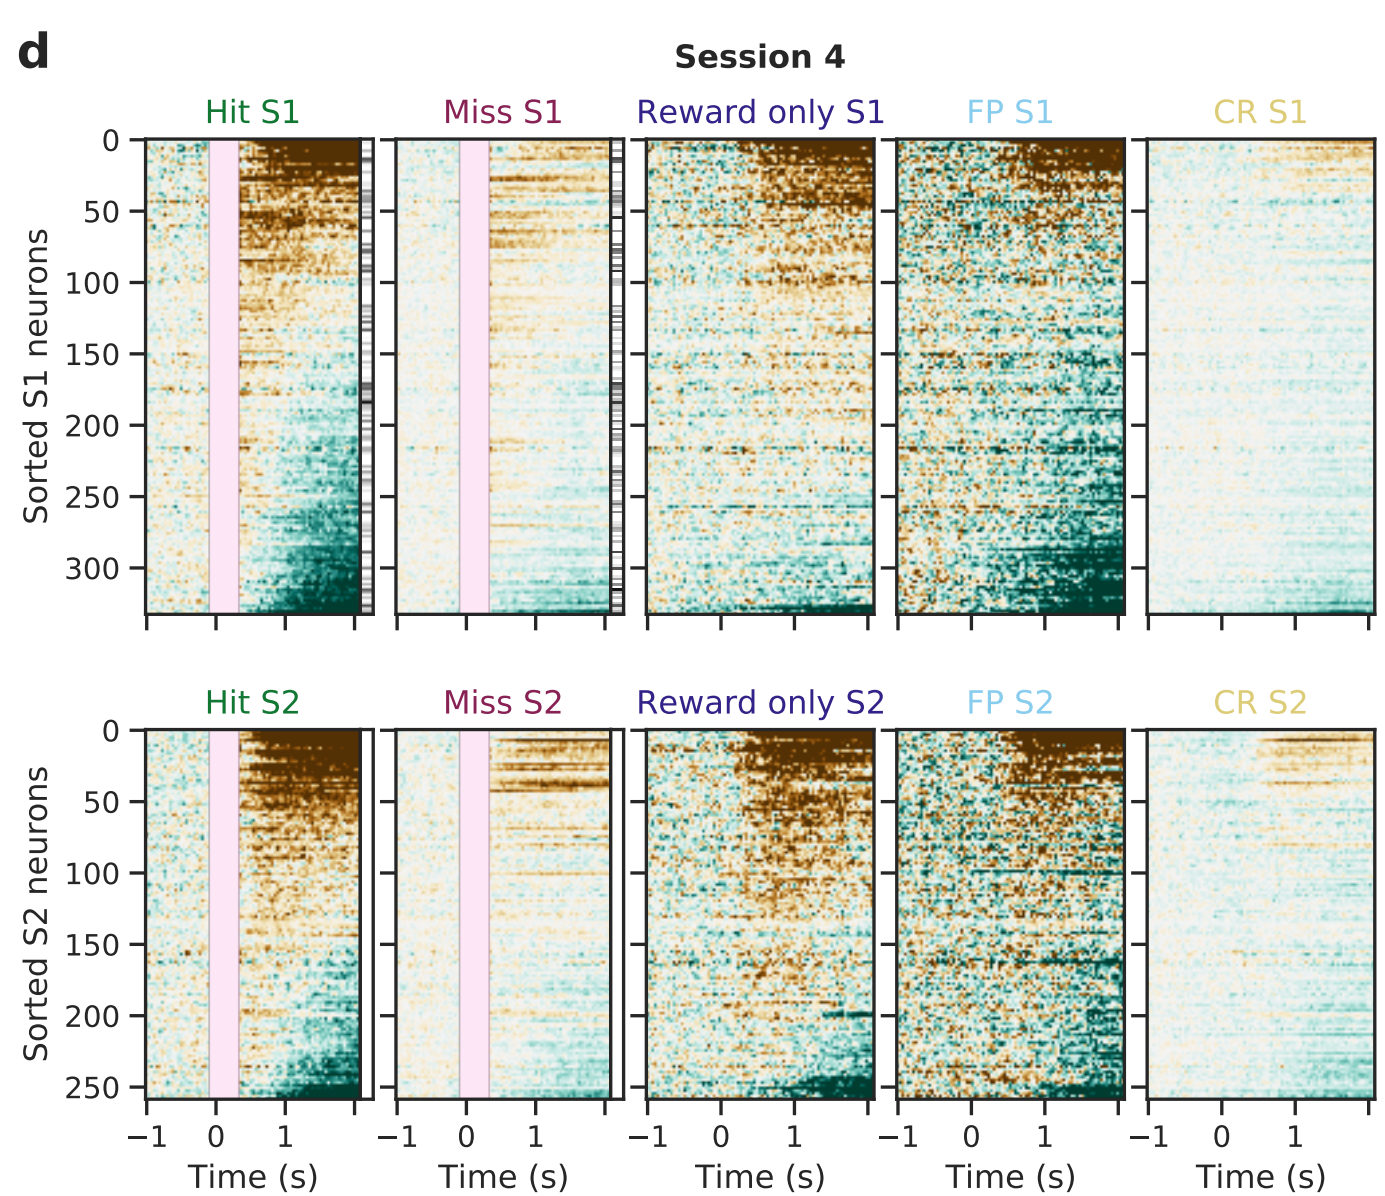 d
Session 4
Hit S1 Miss S1 Reward only S1 FP S1 CR S1
Sorted S1 neurons
0
50
100
150
200
250
300
Hit S2 Miss S2 Reward only S2 FP S2 CR S2
Sorted S2 neurons
0
50
100
150
200
250
−1 0 1 −1 0 1 −1 0 1 −1 0 1 −1 0 1
Time (s) Time (s) Time (s) Time (s) Time (s)